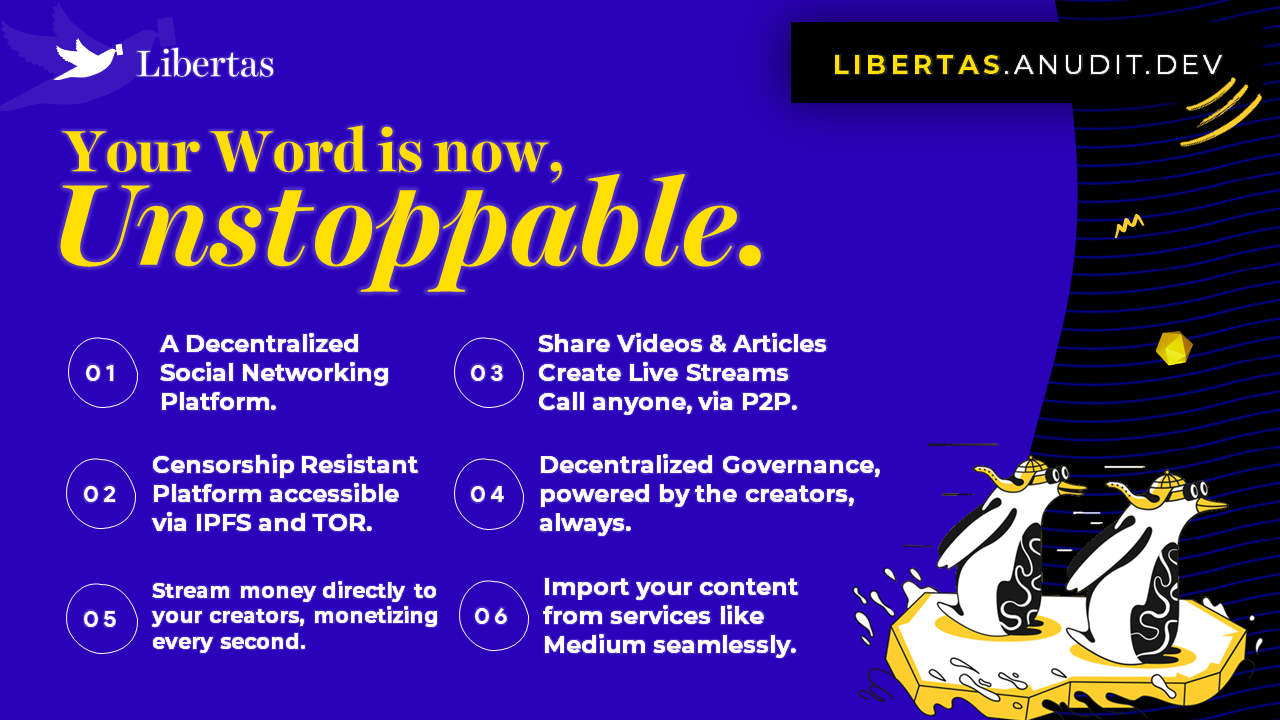 Libertas
LIBERTAS.ANUDIT.DEV
Your Word is now,
Unstoppable.
01
A Decentralized
Social Networking
Platform.
02
Censorship Resistant
Platform accessible
via IPFS and TOR.
03
Share Videos & Articles
Create Live Streams
Call anyone, via P2P.
04
Decentralized Governance,
powered by the creators,
always.
05
Stream money directly to
your creators, monetizing
every second.
06
Import your content
from services like
Medium seamlessly.